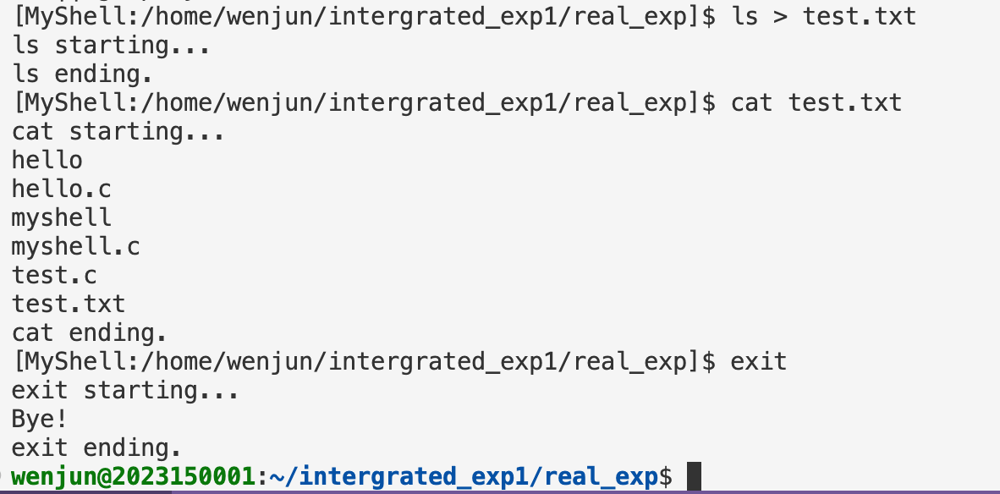 [MyShell:/home/wenjun/intergrated_exp1/real_exp]$ ls > test.txt
ls starting...
ls ending.
[MyShell:/home/wenjun/intergrated_exp1/real_exp]$ cat test.txt
cat starting...
hello
hello.c
myshell
myshell.c
test.c
test.txt
cat ending.
[MyShell:/home/wenjun/intergrated_exp1/real_exp]$ exit
exit starting...
Bye!
exit ending.
wenjun@2023150001:~/intergrated_exp1/real_exp$